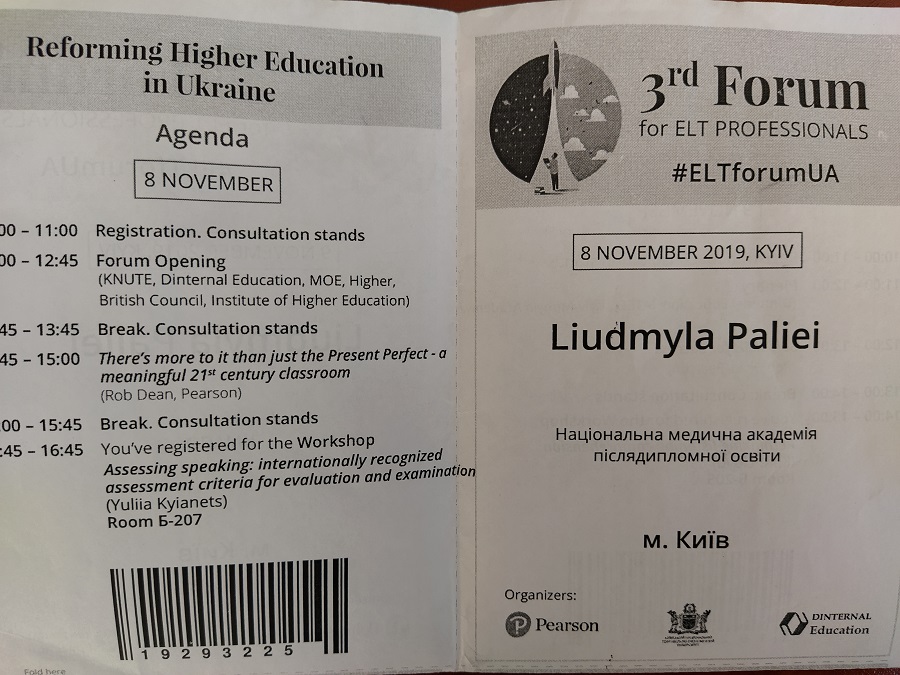 Reforming Higher Education
in Ukraine
Agenda
8 NOVEMBER
00 – 11:00 Registration. Consultation stands
00 – 12:45 Forum Opening
(KNUTE, Dinternal Education, MOE, Higher,
British Council, Institute of Higher Education)
45 – 13:45 Break. Consultation stands
45 – 15:00 There's more to it than just the Present Perfect - a
meaningful 21st century classroom
(Rob Dean, Pearson)
:00 – 15:45 Break. Consultation stands
:45 – 16:45 You've registered for the Workshop
Assessing speaking: internationally recognized
assessment criteria for evaluation and examination
(Yuliia Kyianets)
Room Б-207
19293225
Fold here
3rd Forum
for ELT PROFESSIONALS
#ELTforumUA
8 NOVEMBER 2019, KYIV
Liudmyla Paliei
Національна медична академія
післядипломної освіти
м. Київ
Organizers:
Pearson
DINTERNAL
Education